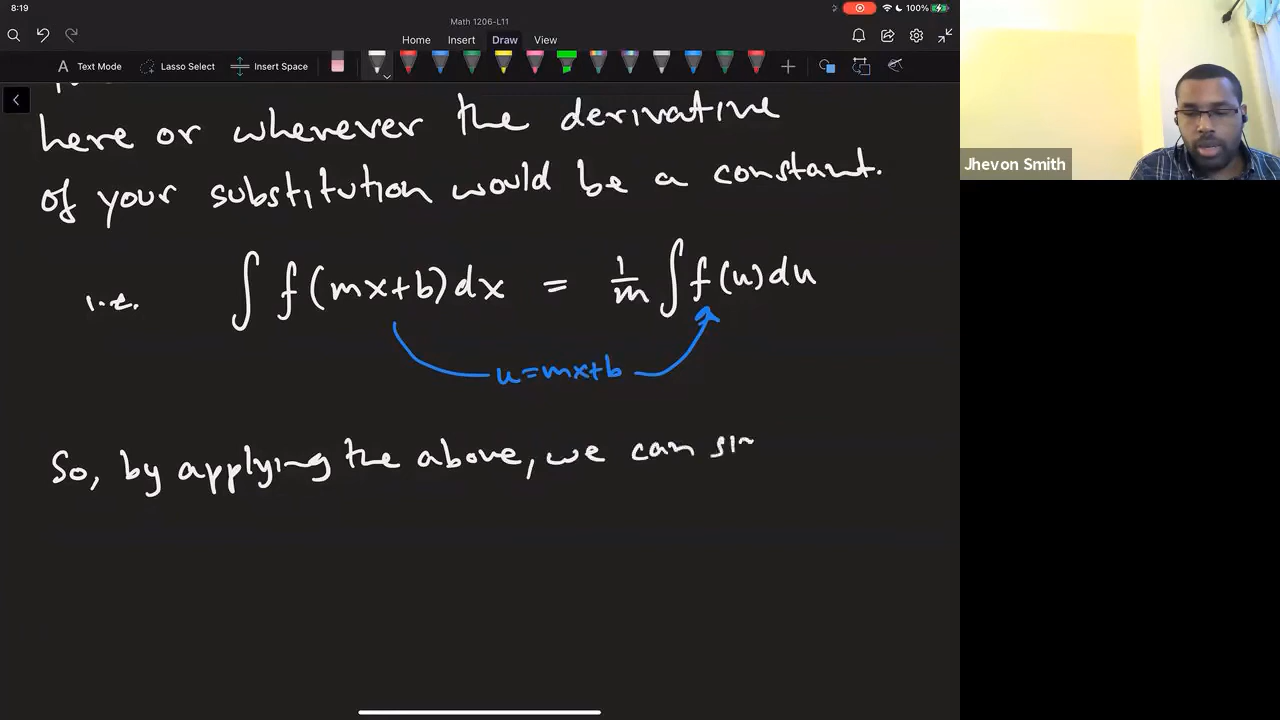 8:19
100%
Math 1206-L11
Home Insert Draw View
Text Mode Lasso Select Insert Space
here or whenever the derivative
of your substitution would be a constant.
i.e. ∫ f(mx+b)dx = 1/m ∫ f(u)du
u=mx+b
So, by applying the above, we can sim
Jhevon Smith